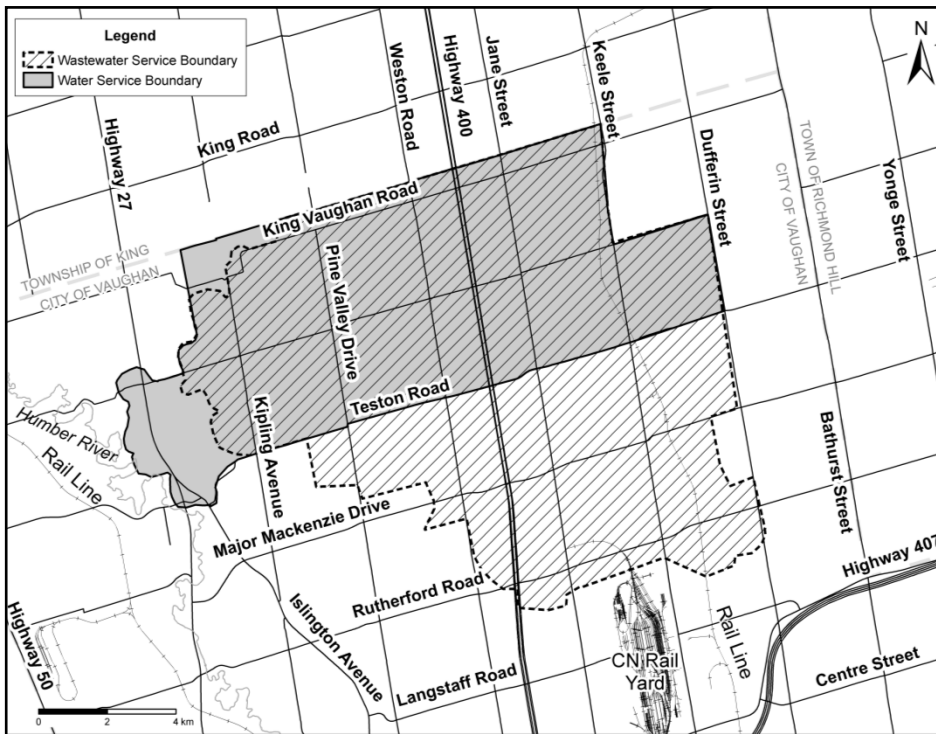 Legend
Wastewater Service Boundary
Water Service Boundary
N
Weston Road
Highway 400
Jane Street
Keele Street
Highway 27
King Road
Dufferin Street
TOWN OF RICHMOND HILL
CITY OF VAUGHAN
Yonge Street
King Vaughan Road
TOWNSHIP OF KING
CITY OF VAUGHAN
Pine Valley Drive
Teston Road
Kipling Avenue
Humber River
Rail Line
Bathurst Street
Major Mackenzie Drive
Highway 407
Rutherford Road
Islington Avenue
Highway 50
Rail Line
CN Rail
Yard
Langstaff Road
Centre Street
0 2 4 km